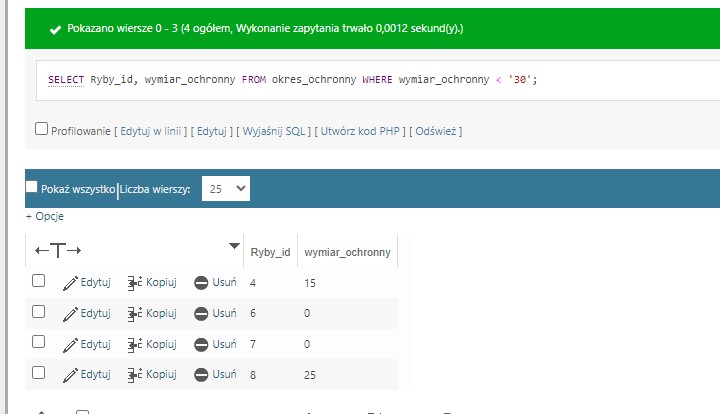 Pokazano wiersze 0 - 3 (4 ogółem, Wykonanie zapytania trwało 0,0012 sekund(y).)
SELECT Ryby_id, wymiar_ochronny FROM okres_ochronny WHERE wymiar_ochronny < '30';
Profilowanie [ Edytuj w linii ] [ Edytuj ] [ Wyjaśnij SQL ] [ Utwórz kod PHP ] [ Odśwież ]
Pokaż wszystko Liczba wierszy: 25
+ Opcje
←T→ Ryby_id wymiar_ochronny
Edytuj Kopiuj Usuń 4 15
Edytuj Kopiuj Usuń 6 0
Edytuj Kopiuj Usuń 7 0
Edytuj Kopiuj Usuń 8 25